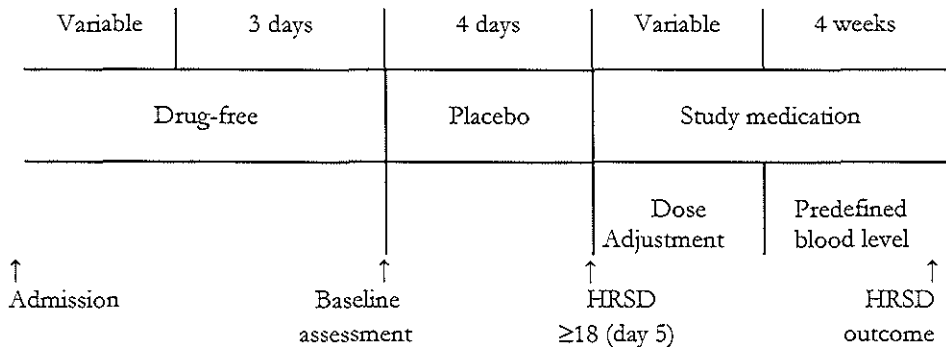 Variable 3 days 4 days Variable 4 weeks
Drug-free Placebo Study medication
Dose Predefined
Adjustment blood level
↑ ↑ ↑ ↑
Admission Baseline HRSD HRSD
assessment ≥18 (day 5) outcome